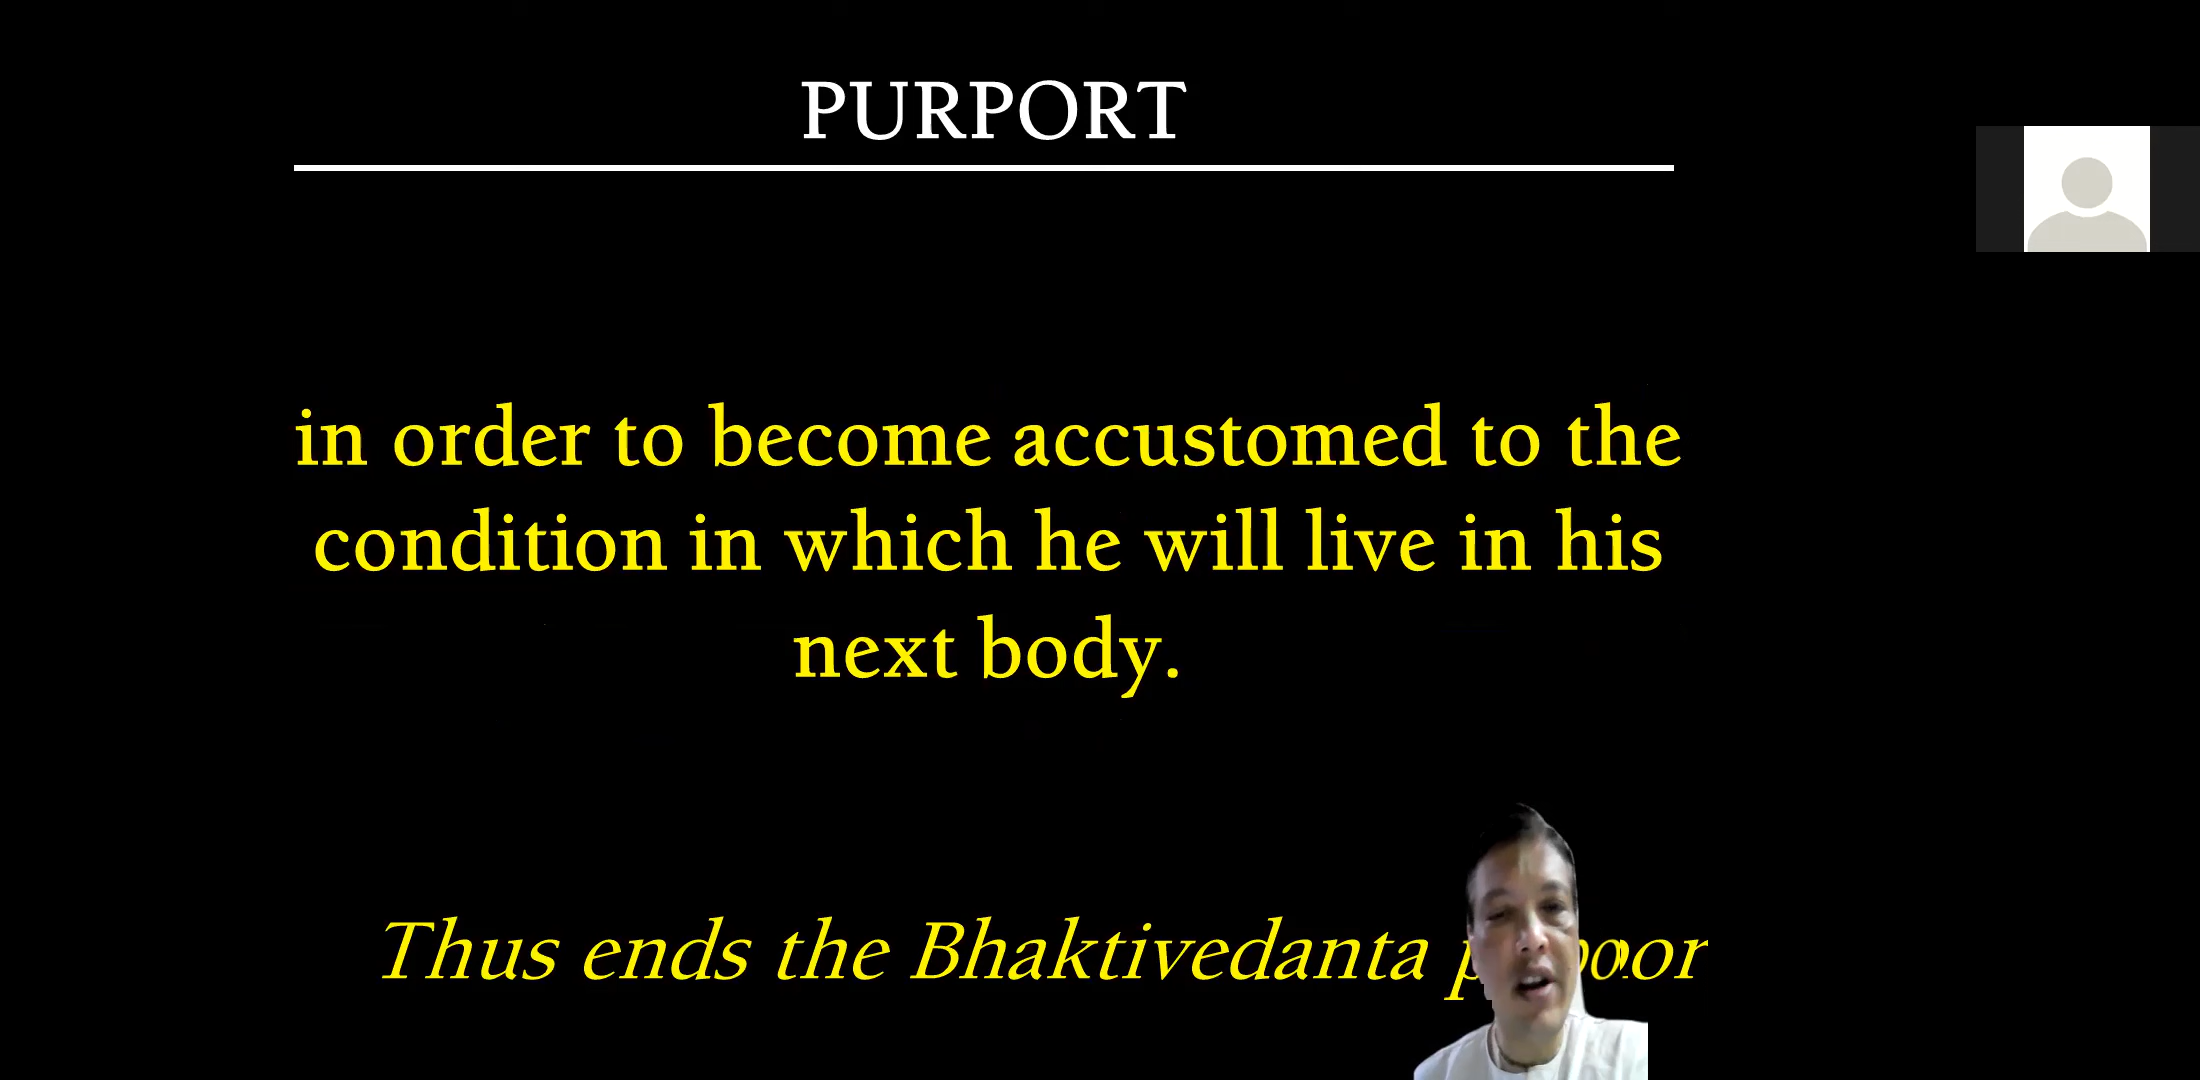 PURPORT
in order to become accustomed to the
condition in which he will live in his
next body.
Thus ends the Bhaktivedanta